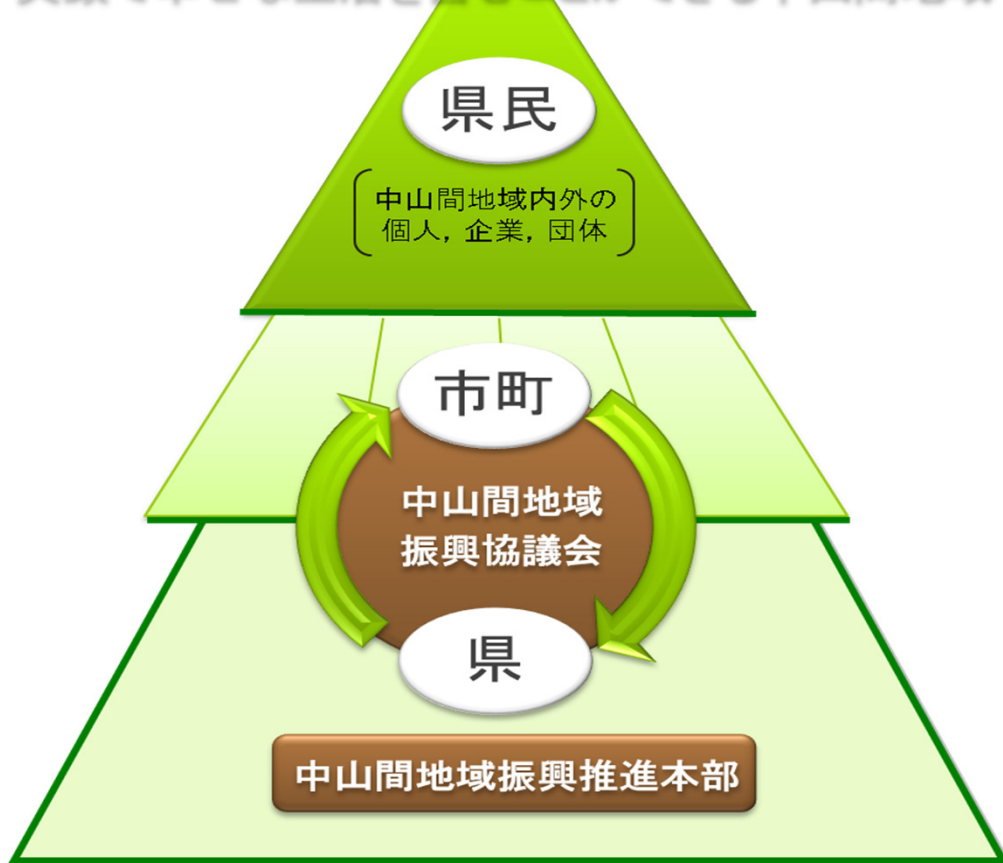 県民
中山間地域内外の
個人，企業，団体
市町
中山間地域
振興協議会
県
中山間地域振興推進本部